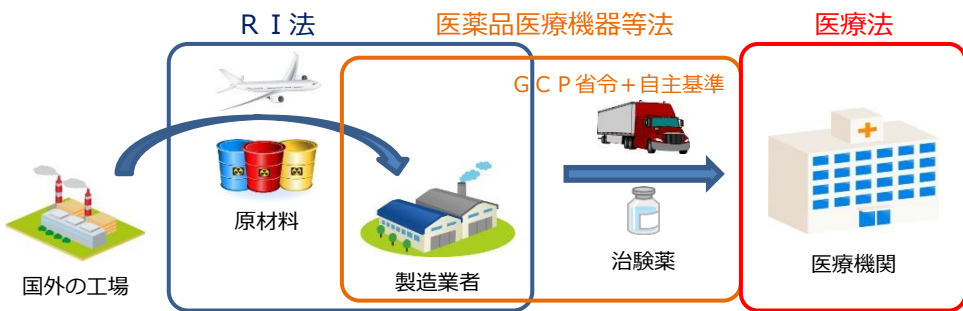 ＲＩ法
医薬品医療機器等法
医療法
ＧＣＰ省令＋自主基準
原材料
国外の工場
製造業者
治験薬
医療機関